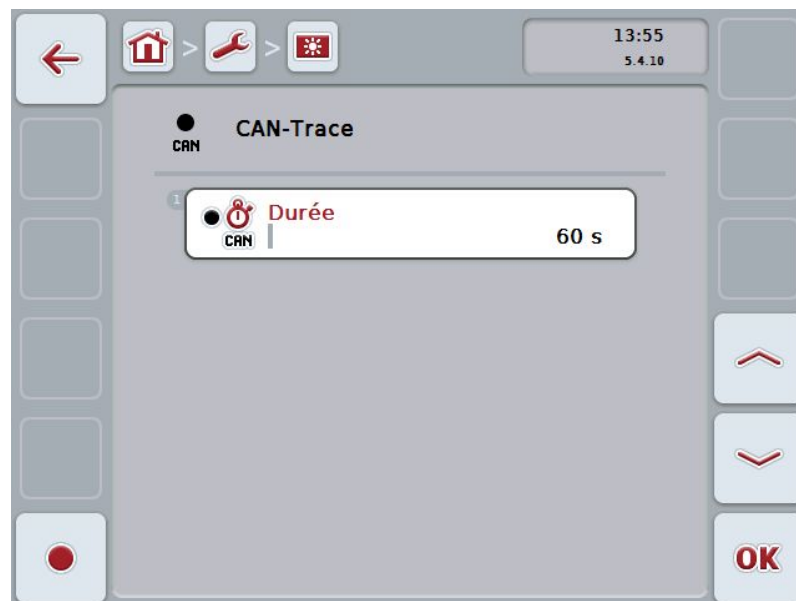 > >
13:55
5.4.10
CAN
CAN-Trace
1
Durée
CAN
60 s
OK